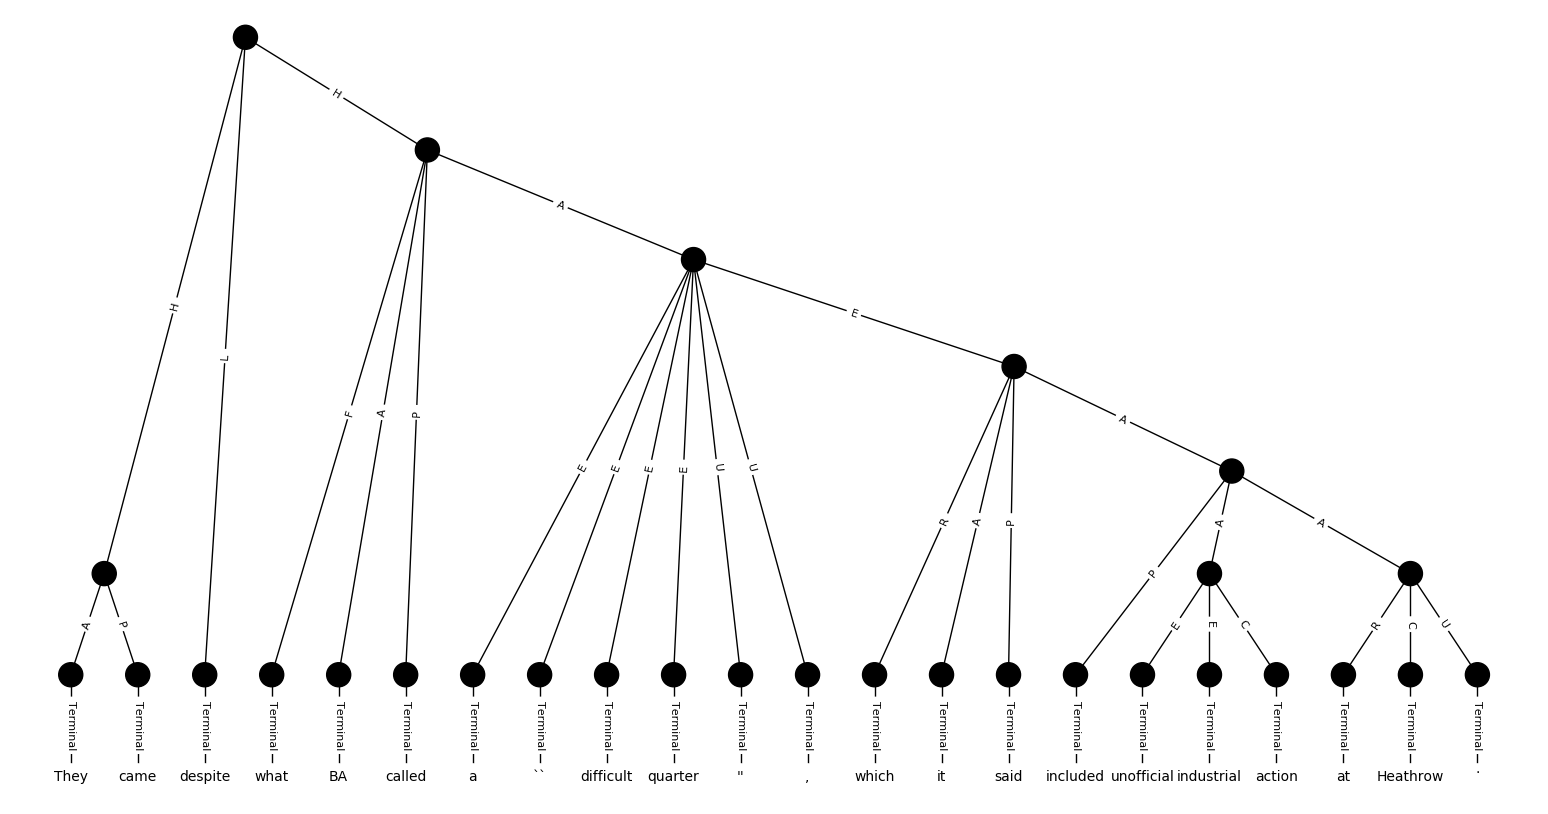 H
A
E
H
L
F
A
P
A
E
E
E
E
U
U
R
A
P
P
A
A
A
P
E
E
C
R
C
U
Terminal Terminal Terminal Terminal Terminal Terminal Terminal Terminal Terminal Terminal Terminal Terminal Terminal Terminal Terminal Terminal Terminal Terminal Terminal Terminal Terminal Terminal
They came despite what BA called a `` difficult quarter " , which it said included unofficial industrial action at Heathrow .